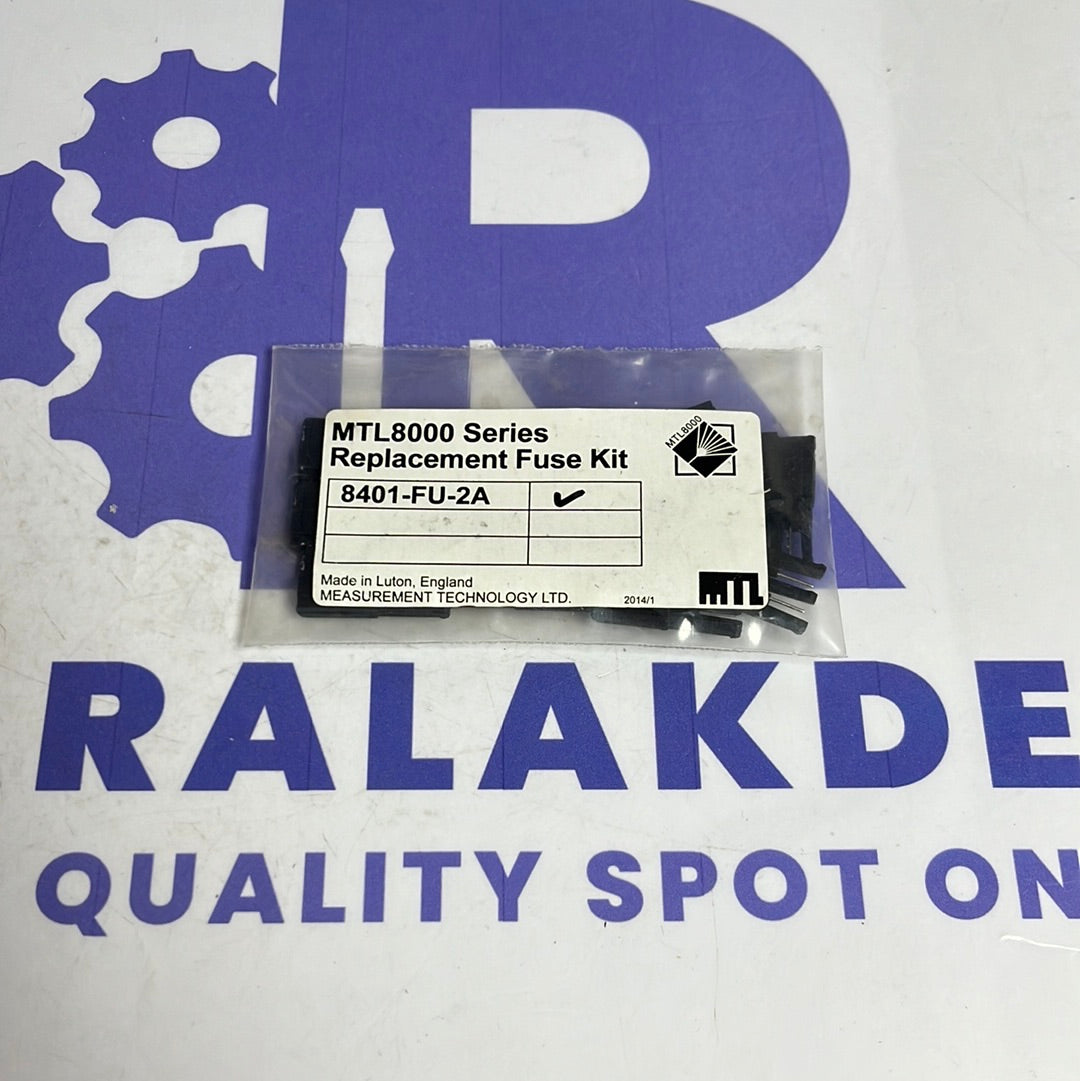 MTL8000 Series
Replacement Fuse Kit
MTL8000
8401-FU-2A ✓
Made in Luton, England
MEASUREMENT TECHNOLOGY LTD.
2014/1
MTL
R
RALAKDE
QUALITY SPOT ON